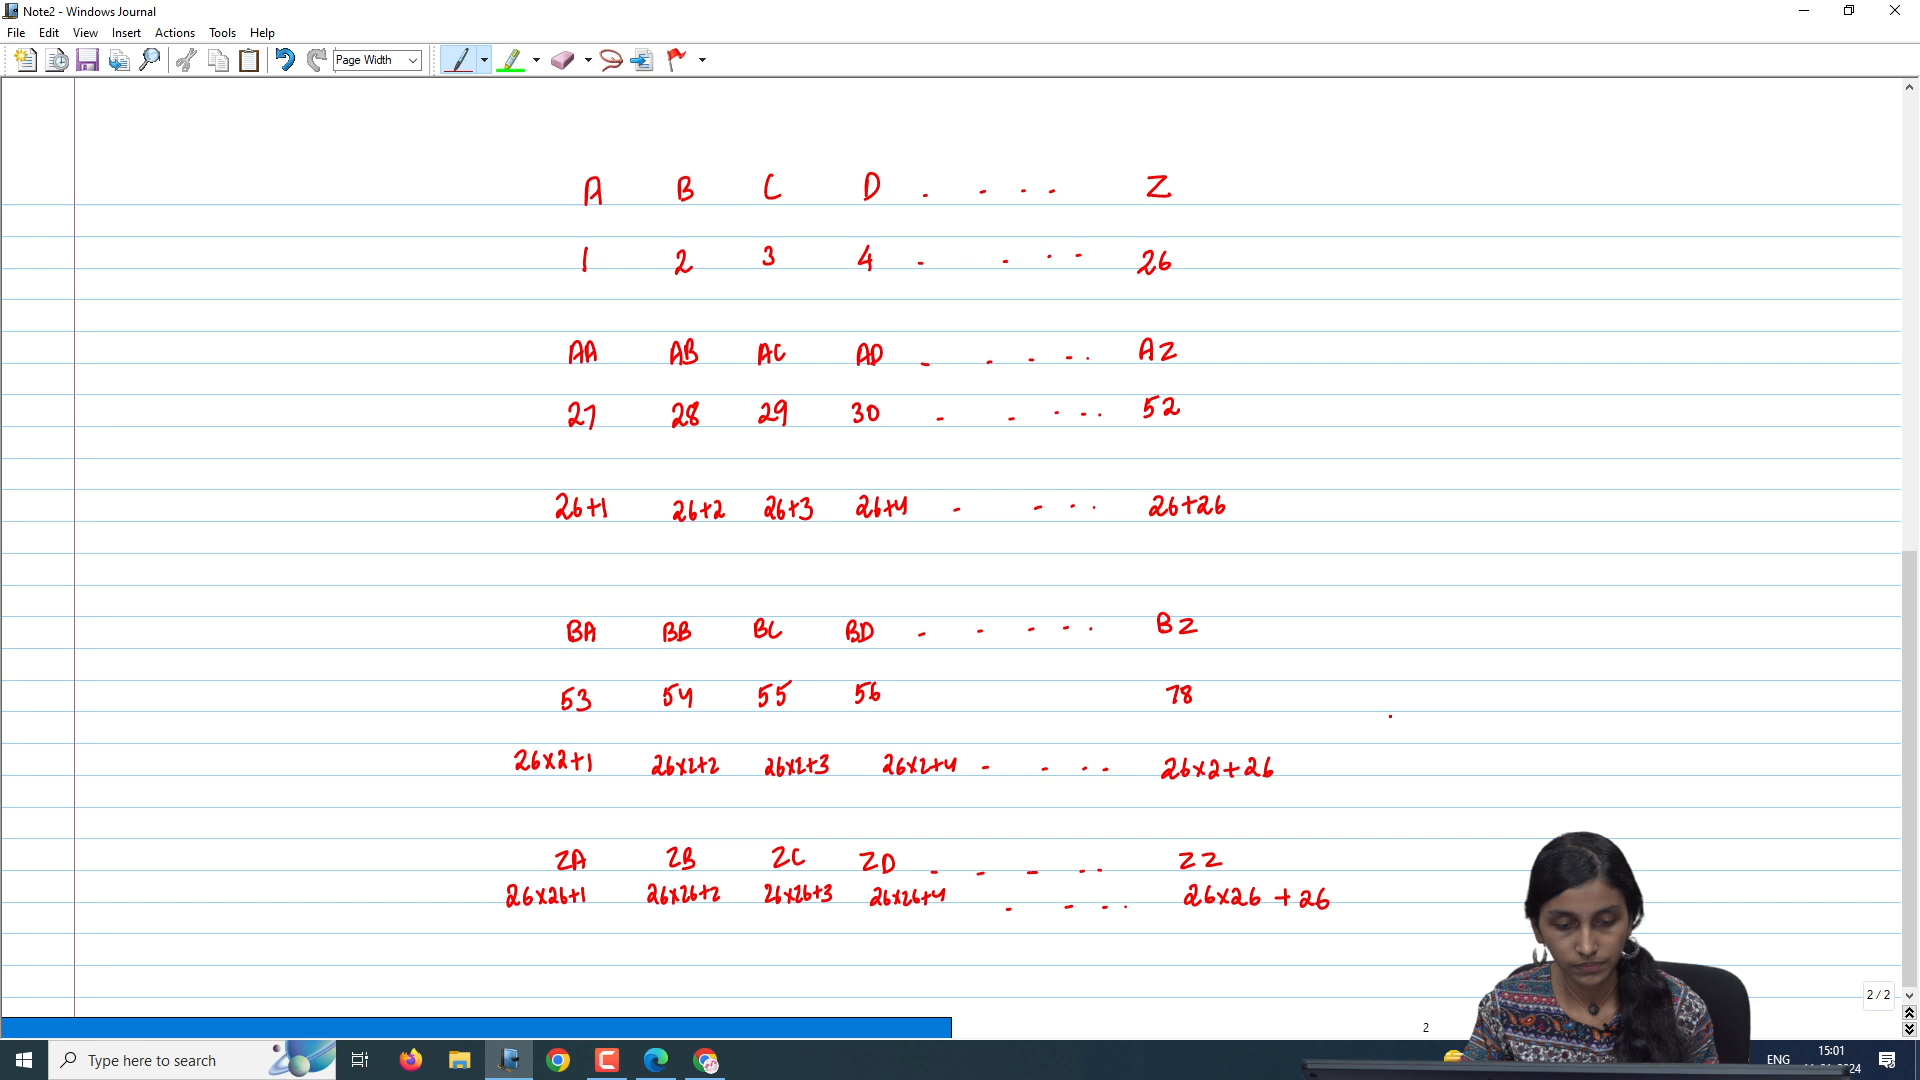 Note2 - Windows Journal
File Edit View Insert Actions Tools Help
Page Width
A B C D . - - - Z
1 2 3 4 - - - - 26
AA AB AC AD - - - - . AZ
27 28 29 30 - - - - . 52
26+1 26+2 26+3 26+4 - - - . 26+26
BA BB BC BD - - - - . BZ
53 54 55 56 78
26x2+1 26x2+2 26x2+3 26x2+4 - - - - 26x2+26
ZA ZB ZC ZD - - - - - ZZ
26x26+1 26x26+2 26x26+3 26x26+4 . - - . 26x26 + 26
2 / 2
2
Type here to search
ENG
15:01